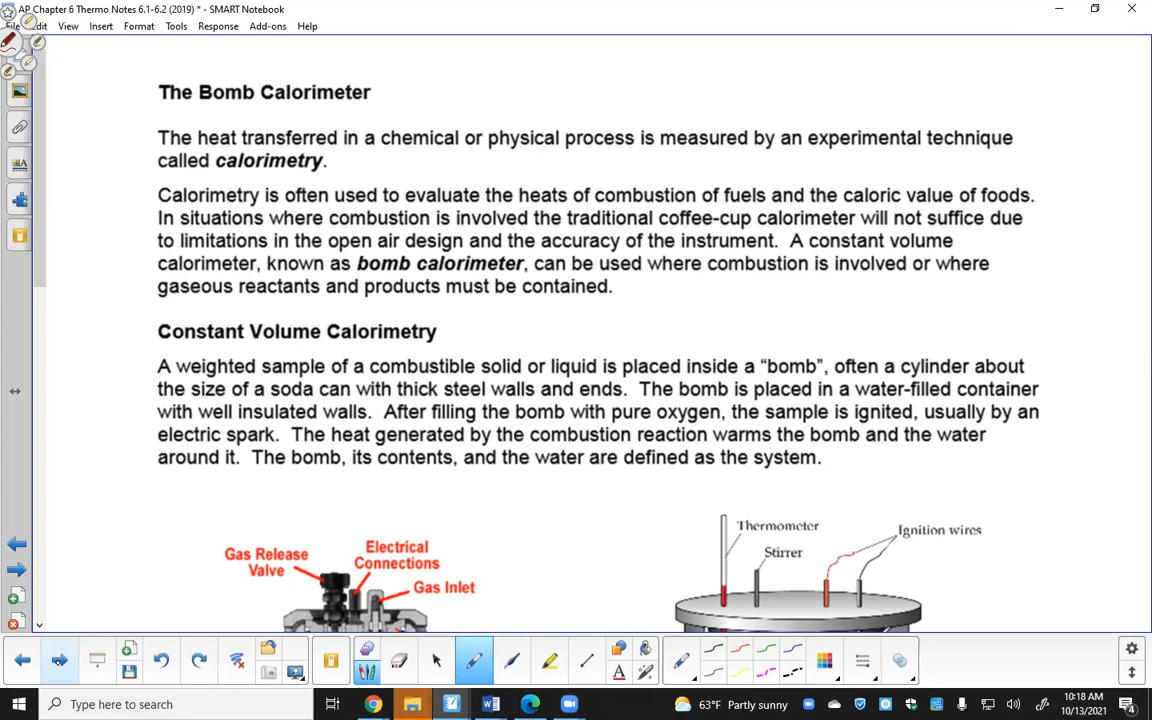 AP Chapter 6 Thermo Notes 6.1-6.2 (2019) * - SMART Notebook
File Edit View Insert Format Tools Requests Add-ons Help
The Bomb Calorimeter
The heat transferred in a chemical or physical process is measured by an experimental technique
called calorimetry.
Calorimetry is often used to evaluate the heats of combustion of fuels and the caloric value of foods.
In situations where combustion is involved the traditional coffee-cup calorimeter will not suffice due
to limitations in the open air design and the accuracy of the instrument. A constant volume
calorimeter, known as bomb calorimeter, can be used where combustion is involved or where
gaseous reactants and products must be contained.
Constant Volume Calorimetry
A weighted sample of a combustible solid or liquid is placed inside a “bomb”, often a cylinder about
the size of a soda can with thick steel walls and ends. The bomb is placed in a water-filled container
with well insulated walls. After filling the bomb with pure oxygen, the sample is ignited, usually by an
electric spark. The heat generated by the combustion reaction warms the bomb and the water
around it. The bomb, its contents, and the water are defined as the system.
Gas Release
Valve
Electrical
Connections
Gas Inlet
Thermometer
Stirrer
Ignition wires
Type here to search
63°F Partly sunny
10:18 AM
10/13/2021
4